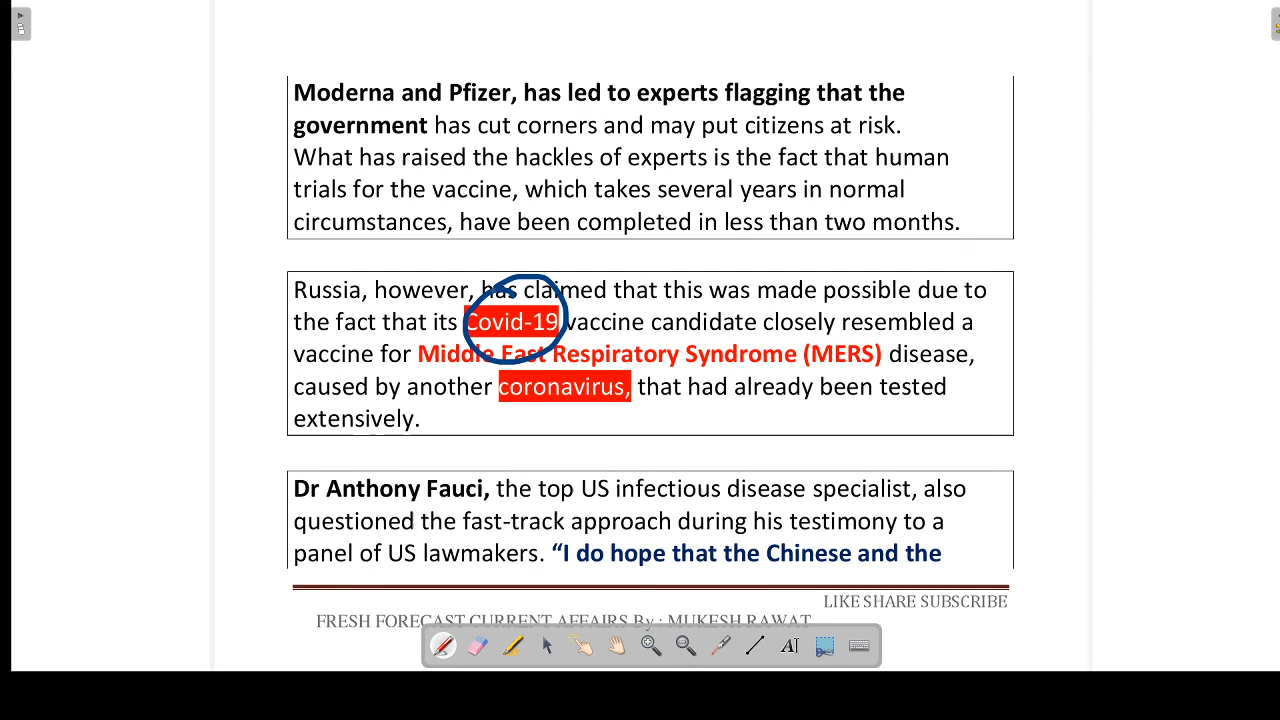 Moderna and Pfizer, has led to experts flagging that the
government has cut corners and may put citizens at risk.
What has raised the hackles of experts is the fact that human
trials for the vaccine, which takes several years in normal
circumstances, have been completed in less than two months.
Russia, however, has claimed that this was made possible due to
the fact that its Covid-19 vaccine candidate closely resembled a
vaccine for Middle East Respiratory Syndrome (MERS) disease,
caused by another coronavirus, that had already been tested
extensively.
Dr Anthony Fauci, the top US infectious disease specialist, also
questioned the fast-track approach during his testimony to a
panel of US lawmakers. “I do hope that the Chinese and the
LIKE SHARE SUBSCRIBE
FRESH FORECAST CURRENT AFFAIRS By : MUKESH RAWAT